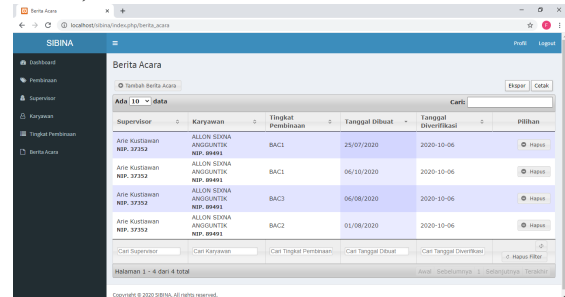 Berita Acara
localhost/sibina/index.php/berita_acara
SIBINA
Profil Logout
Dashboard
Pembinaan
Supervisor
Karyawan
Tingkat Pembinaan
Berita Acara
Berita Acara
Tambah Berita Acara
Ekspor Cetak
Ada 10 data
Cari:
Supervisor Karyawan Tingkat Pembinaan Tanggal Dibuat Tanggal Diverifikasi Pilihan
Arie Kustiawan
NIP. 37352
ALLON SIXNA
ANGGUNTIK
NIP. 89491
BAC1 25/07/2020 2020-10-06 Hapus
Arie Kustiawan
NIP. 37352
ALLON SIXNA
ANGGUNTIK
NIP. 89491
BAC1 06/10/2020 2020-10-06 Hapus
Arie Kustiawan
NIP. 37352
ALLON SIXNA
ANGGUNTIK
NIP. 89491
BAC3 06/08/2020 2020-10-06 Hapus
Arie Kustiawan
NIP. 37352
ALLON SIXNA
ANGGUNTIK
NIP. 89491
BAC2 01/08/2020 2020-10-06 Hapus
Cari Supervisor Cari Karyawan Cari Tingkat Pembinaan Cari Tanggal Dibuat Cari Tanggal Diverifikasi
Hapus Filter
Halaman 1 - 4 dari 4 total
Awal Sebelumnya 1 Selanjutnya Terakhir
Copyright © 2020 SIBINA. All rights reserved.